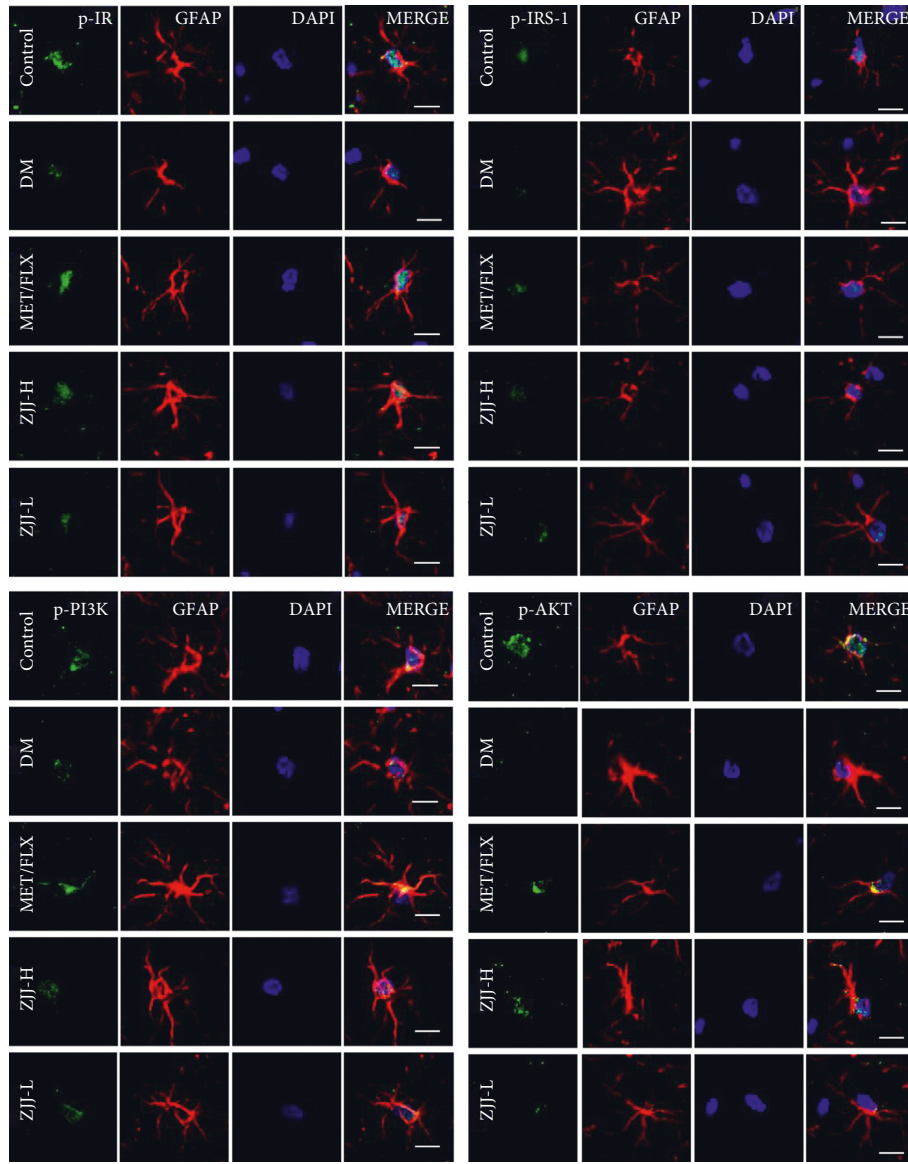 p-IR GFAP DAPI MERGE
Control
DM
MET/FLX
ZJJ-H
ZJJ-L
p-IRS-1 GFAP DAPI MERGE
Control
DM
MET/FLX
ZJJ-H
ZJJ-L
p-PI3K GFAP DAPI MERGE
Control
DM
MET/FLX
ZJJ-H
ZJJ-L
p-AKT GFAP DAPI MERGE
Control
DM
MET/FLX
ZJJ-H
ZJJ-L